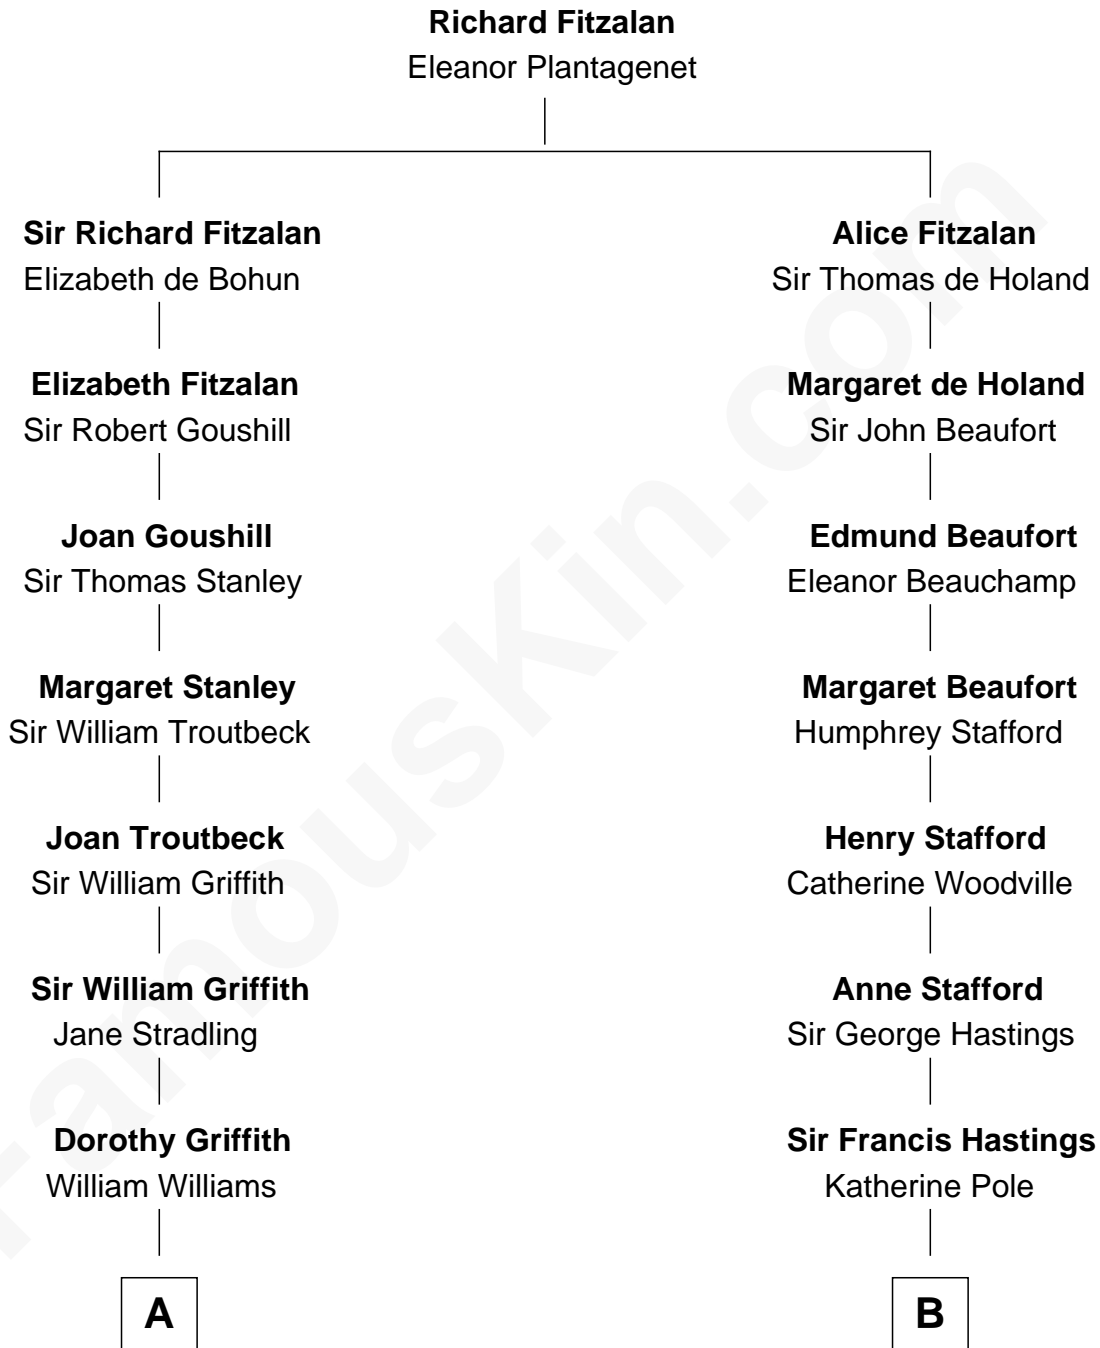 Richard Fitzalan
Eleanor Plantagenet
Sir Richard Fitzalan
Elizabeth de Bohun
Elizabeth Fitzalan
Sir Robert Goushill
Joan Goushill
Sir Thomas Stanley
Margaret Stanley
Sir William Troutbeck
Joan Troutbeck
Sir William Griffith
Sir William Griffith
Jane Stradling
Dorothy Griffith
William Williams
A
Alice Fitzalan
Sir Thomas de Holand
Margaret de Holand
Sir John Beaufort
Edmund Beaufort
Eleanor Beauchamp
Margaret Beaufort
Humphrey Stafford
Henry Stafford
Catherine Woodville
Anne Stafford
Sir George Hastings
Sir Francis Hastings
Katherine Pole
B
FamousKin.com